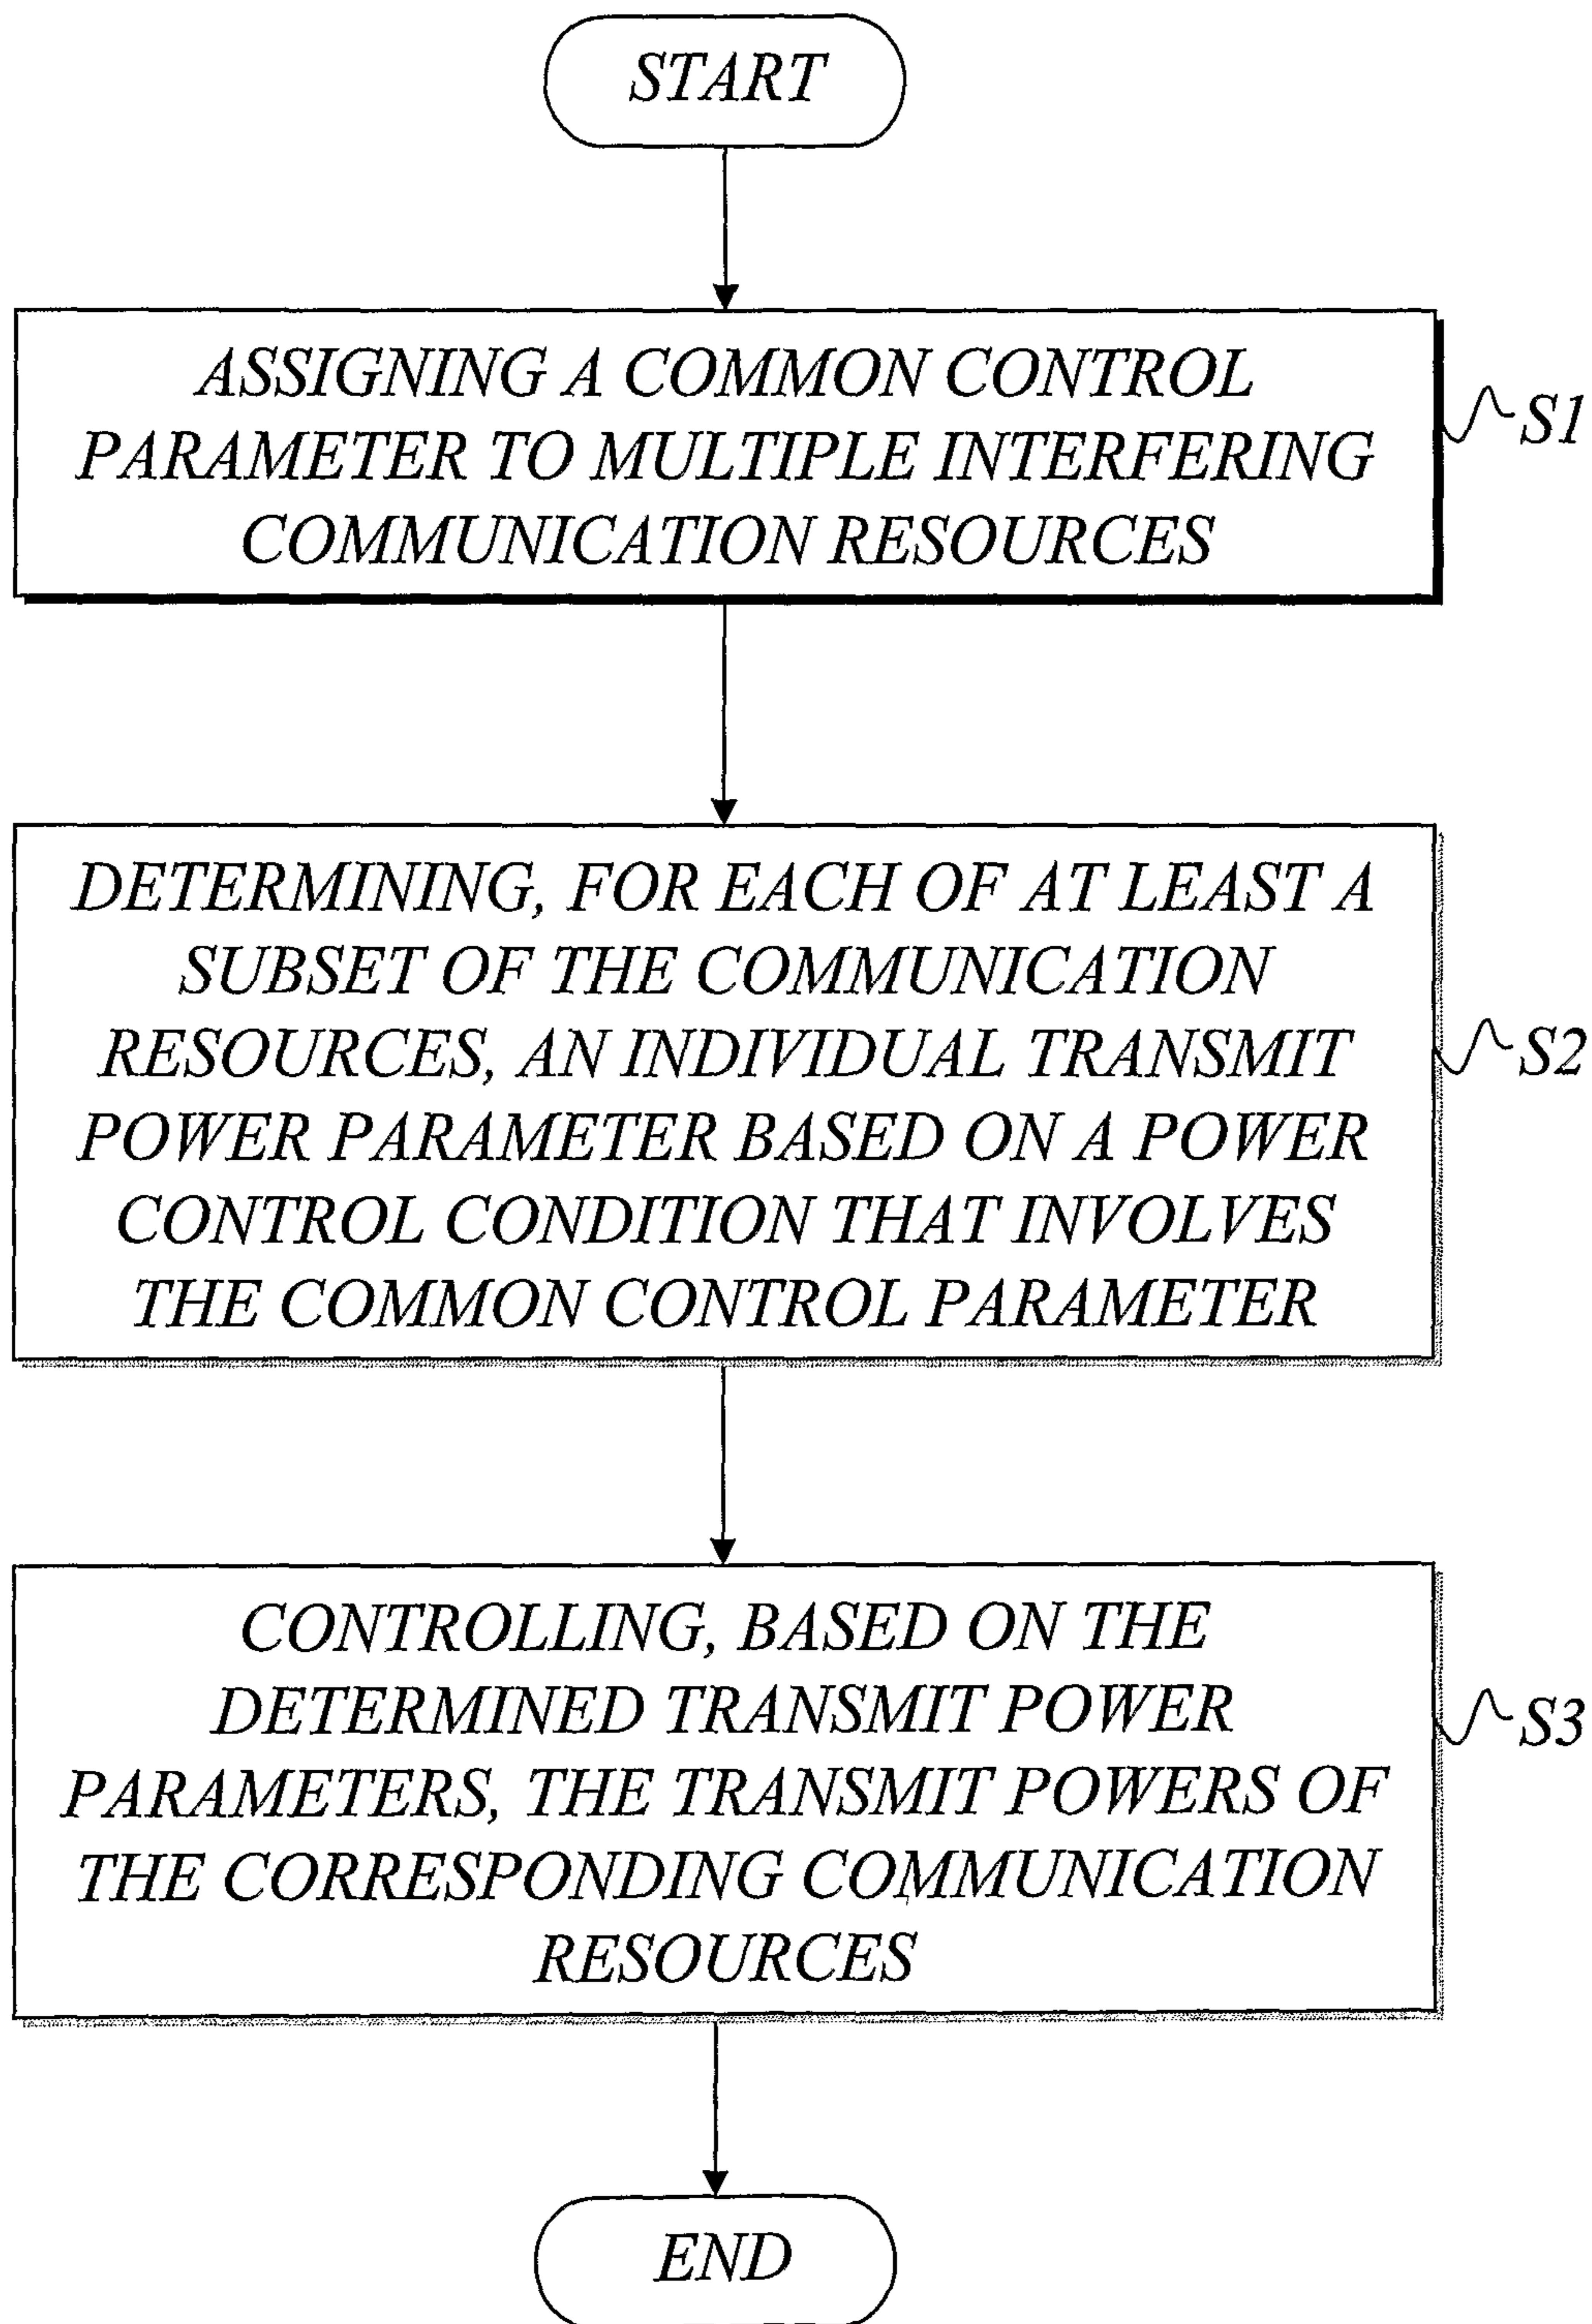 START
ASSIGNING A COMMON CONTROL
PARAMETER TO MULTIPLE INTERFERING
COMMUNICATION RESOURCES
S1
DETERMINING, FOR EACH OF AT LEAST A
SUBSET OF THE COMMUNICATION
RESOURCES, AN INDIVIDUAL TRANSMIT
POWER PARAMETER BASED ON A POWER
CONTROL CONDITION THAT INVOLVES
THE COMMON CONTROL PARAMETER
S2
CONTROLLING, BASED ON THE
DETERMINED TRANSMIT POWER
PARAMETERS, THE TRANSMIT POWERS OF
THE CORRESPONDING COMMUNICATION
RESOURCES
S3
END